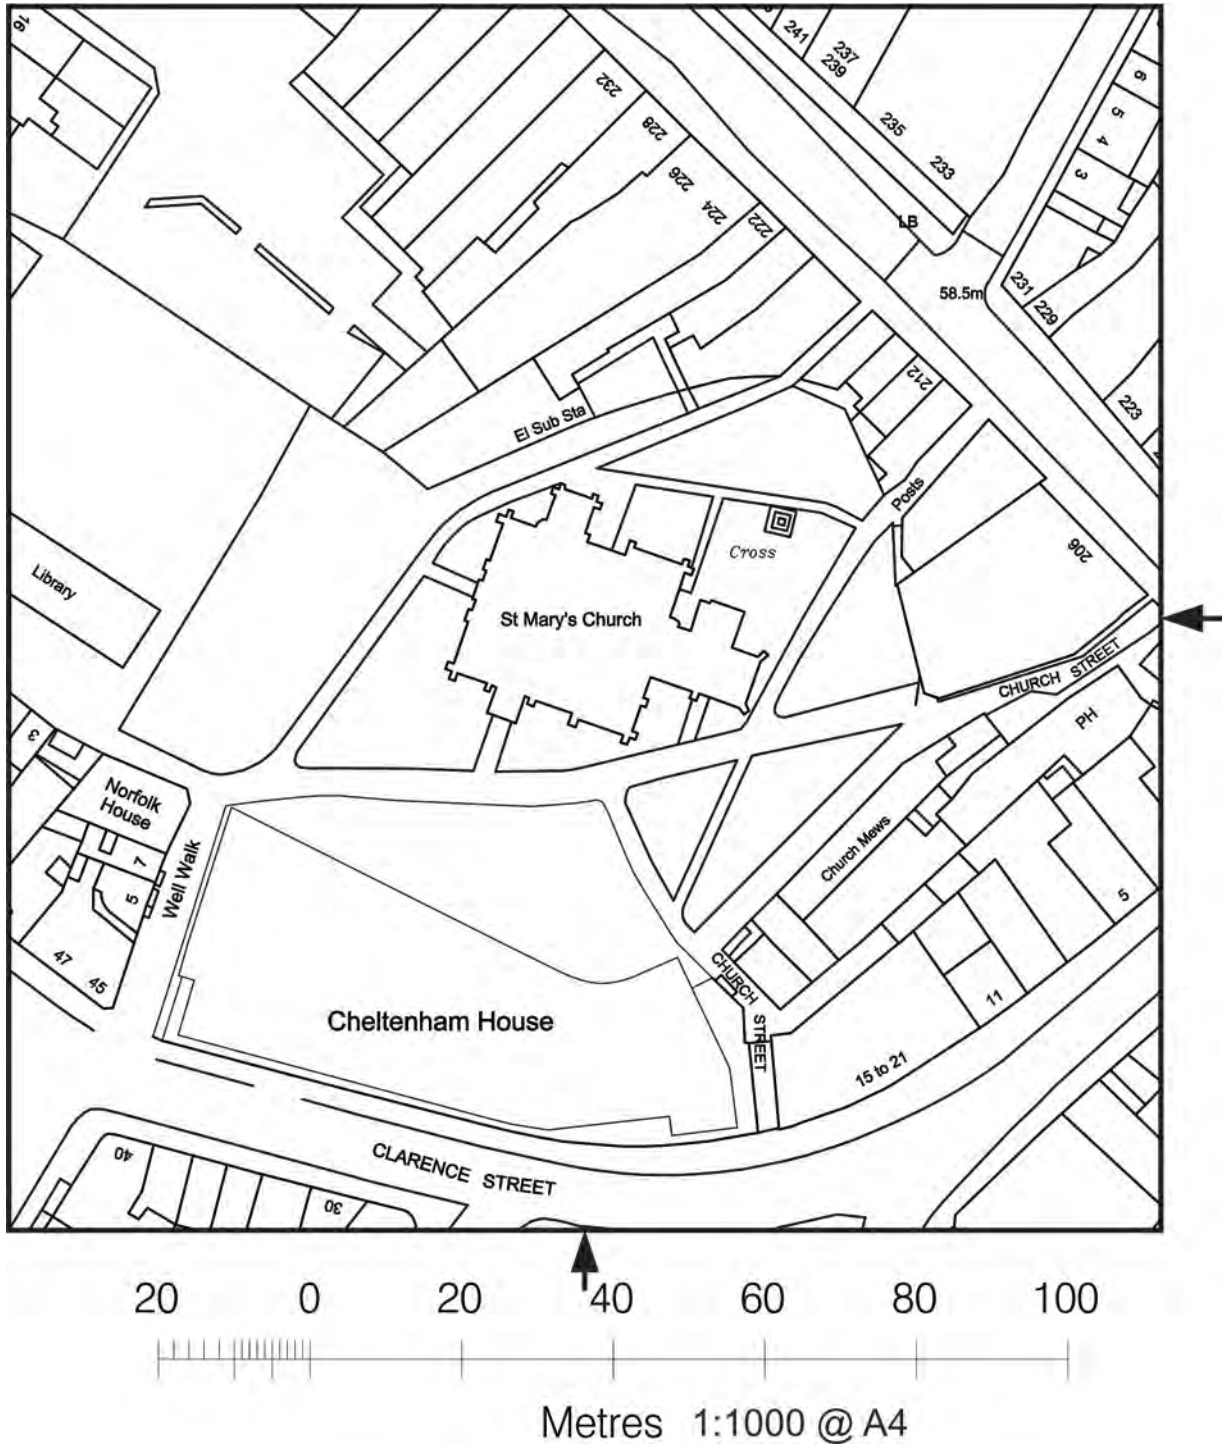 16
241
237
239
235
233
232
228
226
224
222
LB
58.5m
6
5
4
3
231
229
223
212
El Sub Sta
Posts
206
Cross
Library
St Mary's Church
CHURCH STREET
PH
3
Norfolk
House
7
5
Well Walk
47
45
Church Mews
5
11
15 to 21
CHURCH STREET
Cheltenham House
CLARENCE STREET
40
30
20 0 20 40 60 80 100
Metres 1:1000 @ A4